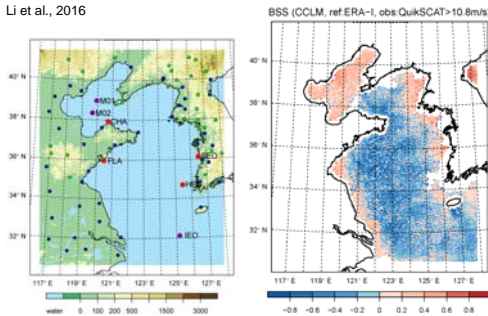 Li et al., 2016
BSS (CCLM, ref:ERA-I, obs:QuikSCAT>10.8m/s
40° N
38° N
36° N
34° N
32° N
M01
M02
CHA
FLA
IEO
117° E 119° E 121° E 123° E 125° E 127° E
water 0 100 200 500 1500 3000
40° N
38° N
36° N
34° N
32° N
117° E 119° E 121° E 123° E 125° E 127° E
−0.8 −0.6 −0.4 −0.2 0 0.2 0.4 0.6 0.8